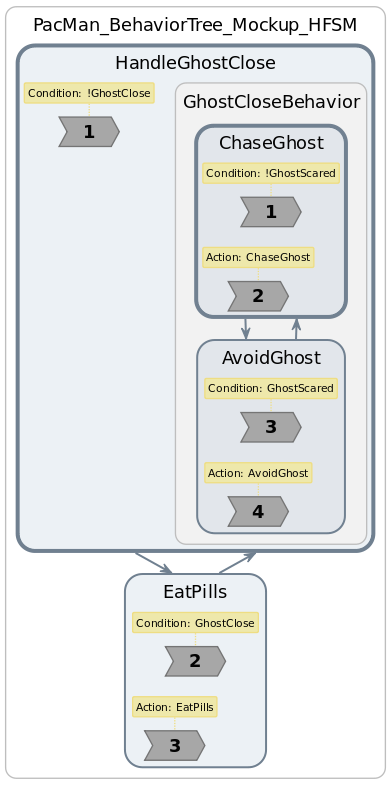 PacMan_BehaviorTree_Mockup_HFSM
HandleGhostClose
Condition: !GhostClose
1
GhostCloseBehavior
ChaseGhost
Condition: !GhostScared
1
Action: ChaseGhost
2
AvoidGhost
Condition: GhostScared
3
Action: AvoidGhost
4
EatPills
Condition: GhostClose
2
Action: EatPills
3